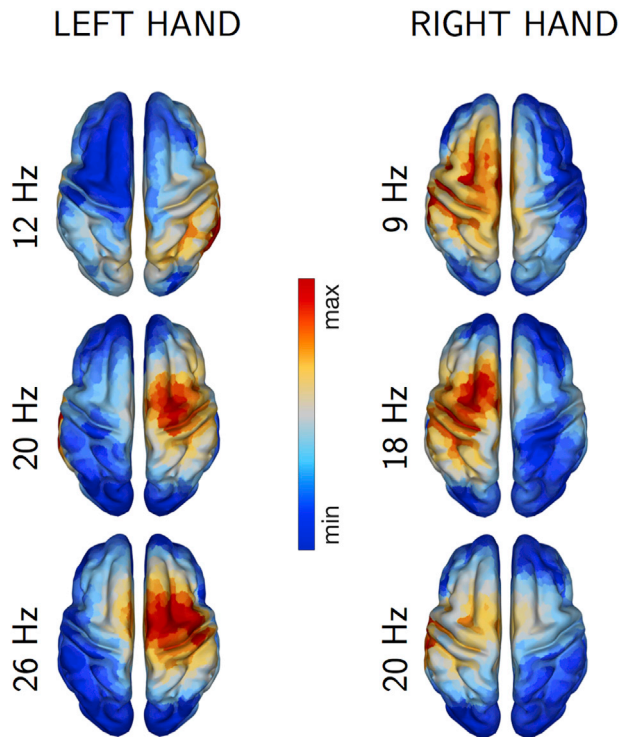 LEFT HAND
RIGHT HAND
12 Hz
9 Hz
max
min
20 Hz
18 Hz
26 Hz
20 Hz